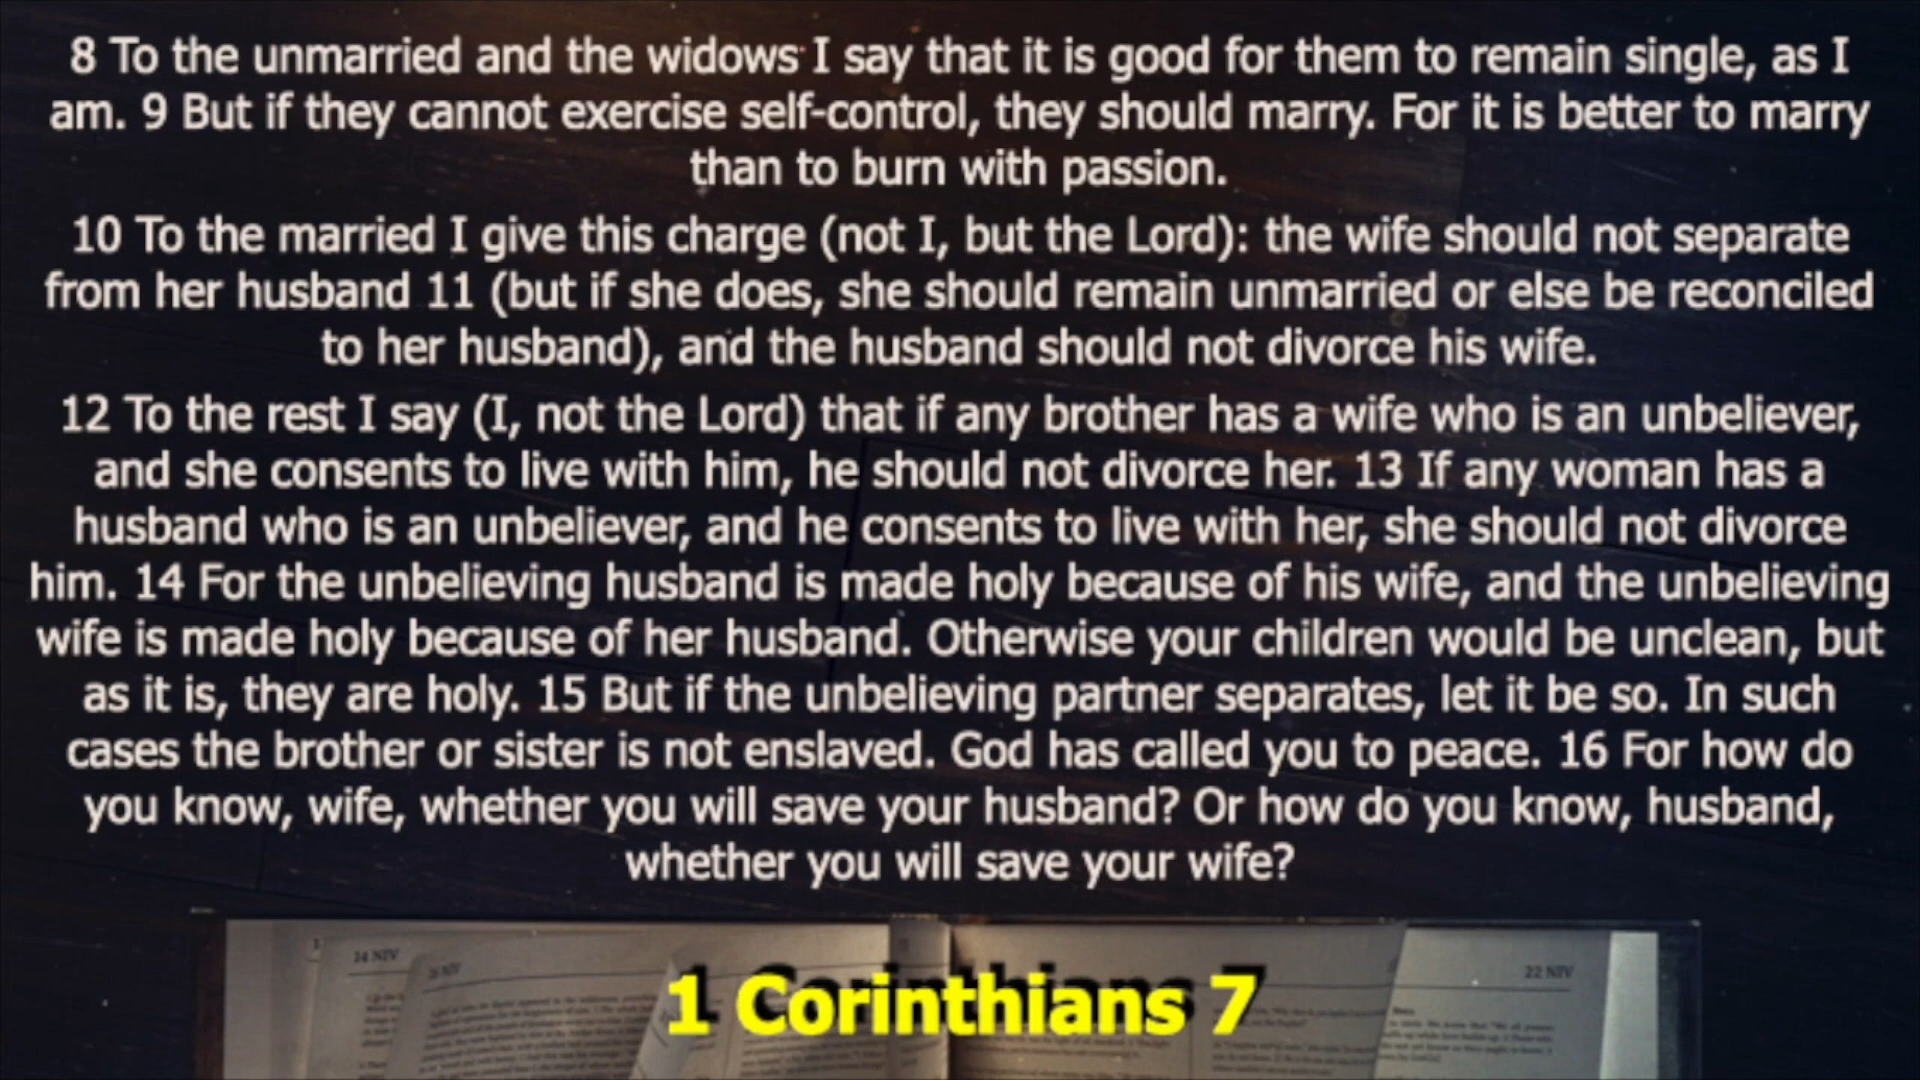 8 To the unmarried and the widows I say that it is good for them to remain single, as I
am. 9 But if they cannot exercise self-control, they should marry. For it is better to marry
than to burn with passion.
10 To the married I give this charge (not I, but the Lord): the wife should not separate
from her husband 11 (but if she does, she should remain unmarried or else be reconciled
to her husband), and the husband should not divorce his wife.
12 To the rest I say (I, not the Lord) that if any brother has a wife who is an unbeliever,
and she consents to live with him, he should not divorce her. 13 If any woman has a
husband who is an unbeliever, and he consents to live with her, she should not divorce
him. 14 For the unbelieving husband is made holy because of his wife, and the unbelieving
wife is made holy because of her husband. Otherwise your children would be unclean, but
as it is, they are holy. 15 But if the unbelieving partner separates, let it be so. In such
cases the brother or sister is not enslaved. God has called you to peace. 16 For how do
you know, wife, whether you will save your husband? Or how do you know, husband,
whether you will save your wife?
14 NIV
22 NIV
1 Corinthians 7